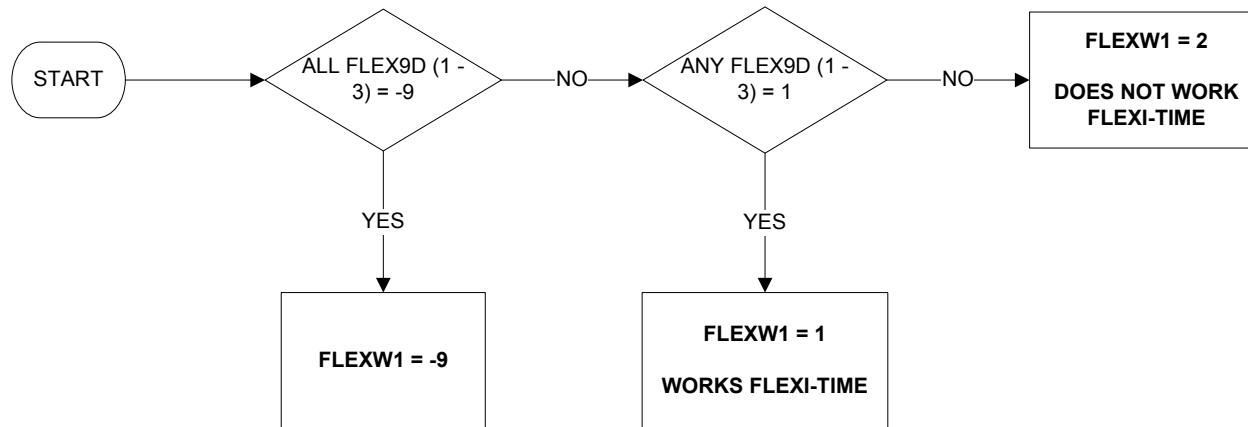 START
ALL FLEX9D (1 -
3) = -9
NO
ANY FLEX9D (1 -
3) = 1
NO
FLEXW1 = 2
DOES NOT WORK
FLEXI-TIME
YES
YES
FLEXW1 = -9
FLEXW1 = 1
WORKS FLEXI-TIME